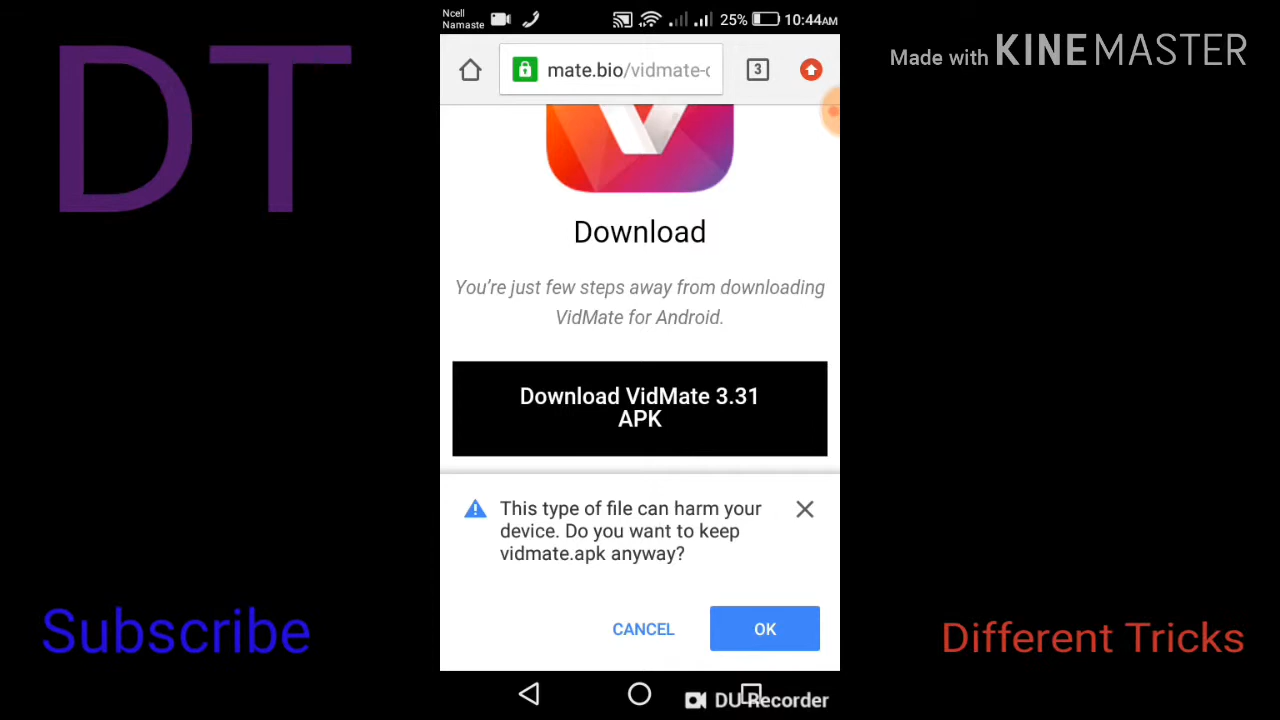 DT
Subscribe
Ncell
Namaste
25%
10:44AM
mate.bio/vidmate-
3
Download
You're just few steps away from downloading
VidMate for Android.
Download VidMate 3.31
APK
This type of file can harm your
device. Do you want to keep
vidmate.apk anyway?
CANCEL
OK
DU Recorder
Made with KINEMASTER
Different Tricks